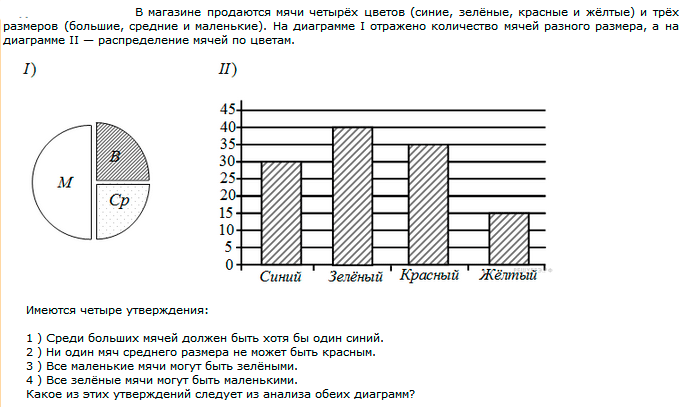 В магазине продаются мячи четырёх цветов (синие, зелёные, красные и жёлтые) и трёх
размеров (большие, средние и маленькие). На диаграмме I отражено количество мячей разного размера, а на
диаграмме II — распределение мячей по цветам.
I)
II)
B
M
Ср
45
40
35
30
25
20
15
10
5
0
Синий Зелёный Красный Жёлтый
Имеются четыре утверждения:
1 ) Среди больших мячей должен быть хотя бы один синий.
2 ) Ни один мяч среднего размера не может быть красным.
3 ) Все маленькие мячи могут быть зелёными.
4 ) Все зелёные мячи могут быть маленькими.
Какое из этих утверждений следует из анализа обеих диаграмм?